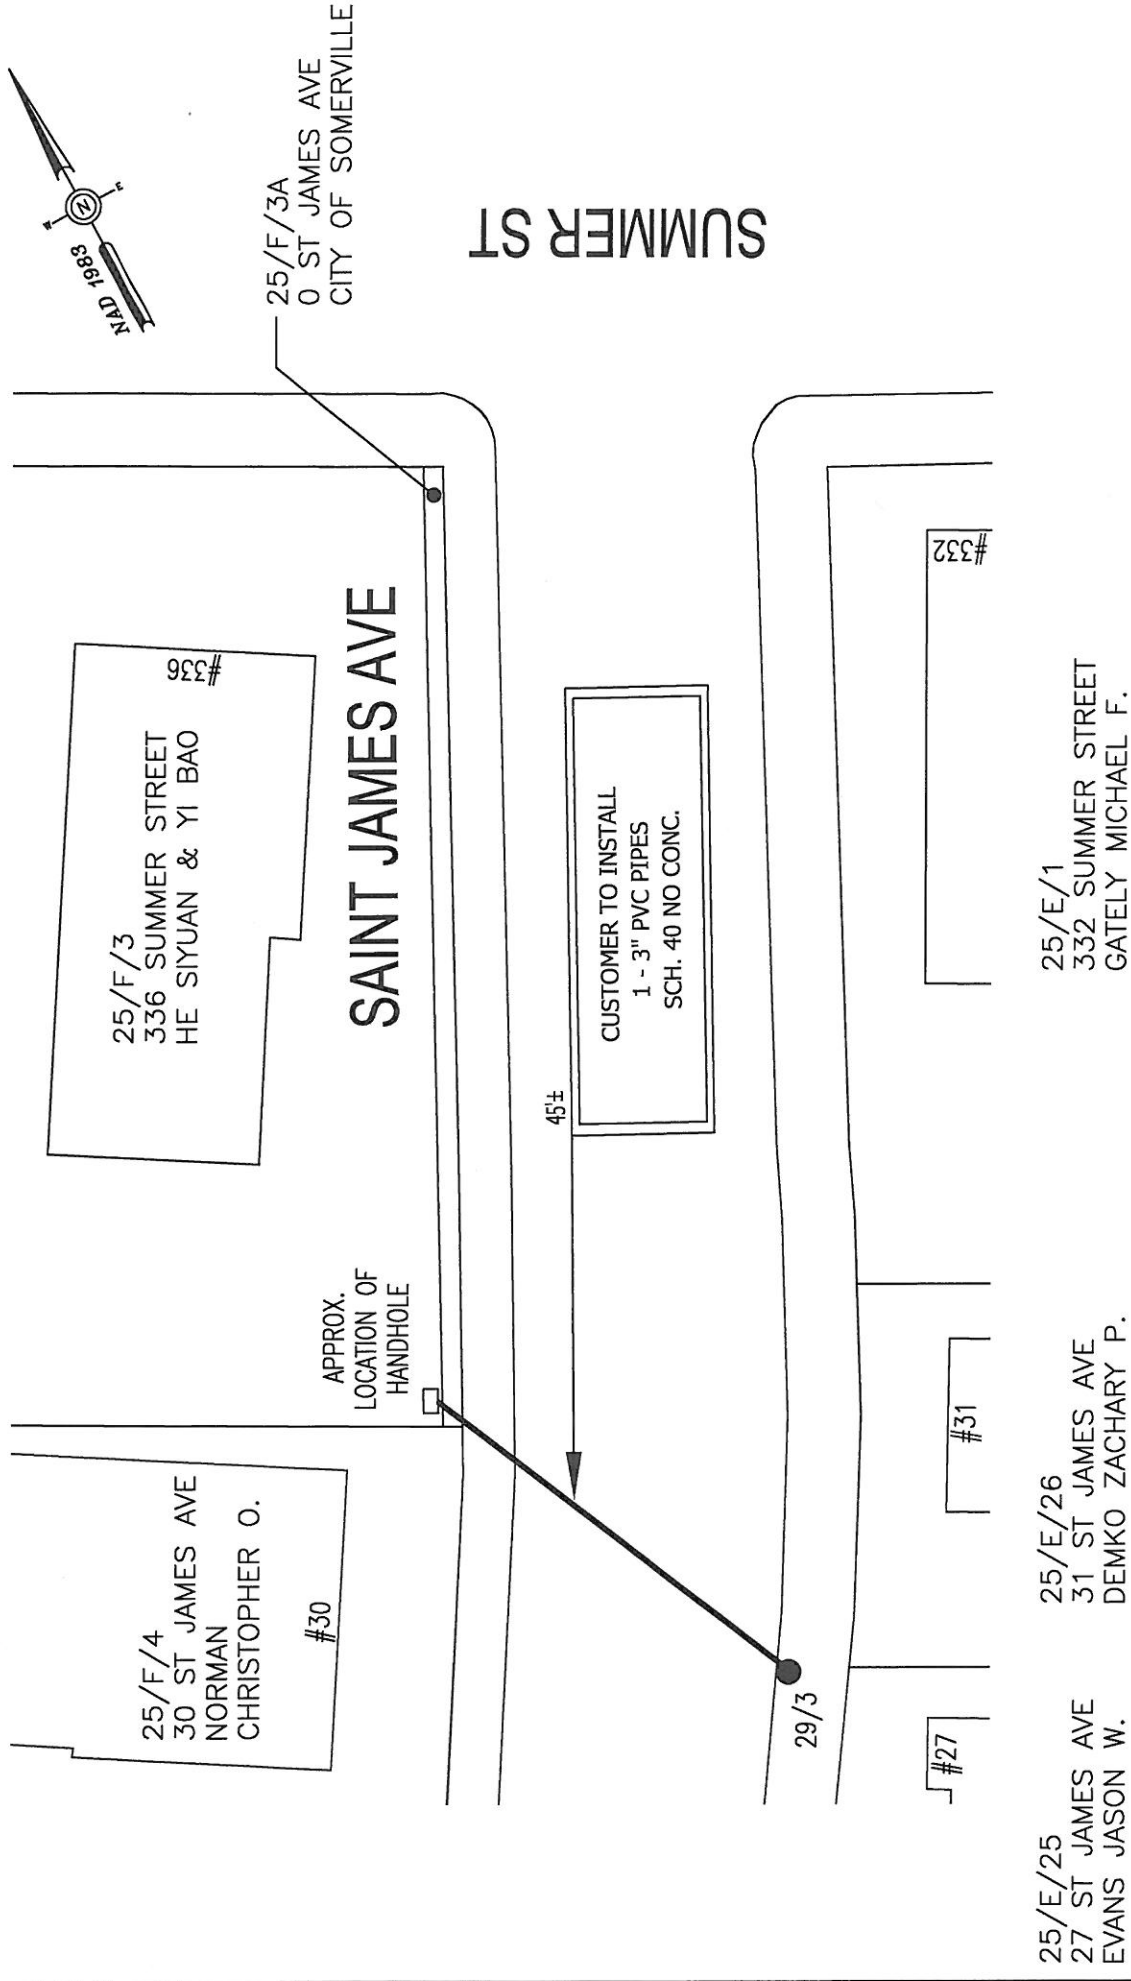 NAD 1983
W
N
E
25/F/3A
0 ST JAMES AVE
CITY OF SOMERVILLE
SUMMER ST
25/F/3
336 SUMMER STREET
HE SIYUAN & YI BAO
#336
SAINT JAMES AVE
25/F/4
30 ST JAMES AVE
NORMAN
CHRISTOPHER O.
#30
APPROX.
LOCATION OF
HANDHOLE
45'±
CUSTOMER TO INSTALL
1 - 3" PVC PIPES
SCH. 40 NO CONC.
29/3
#27
#31
#332
25/E/25
27 ST JAMES AVE
EVANS JASON W.
25/E/26
31 ST JAMES AVE
DEMKO ZACHARY P.
25/E/1
332 SUMMER STREET
GATELY MICHAEL F.